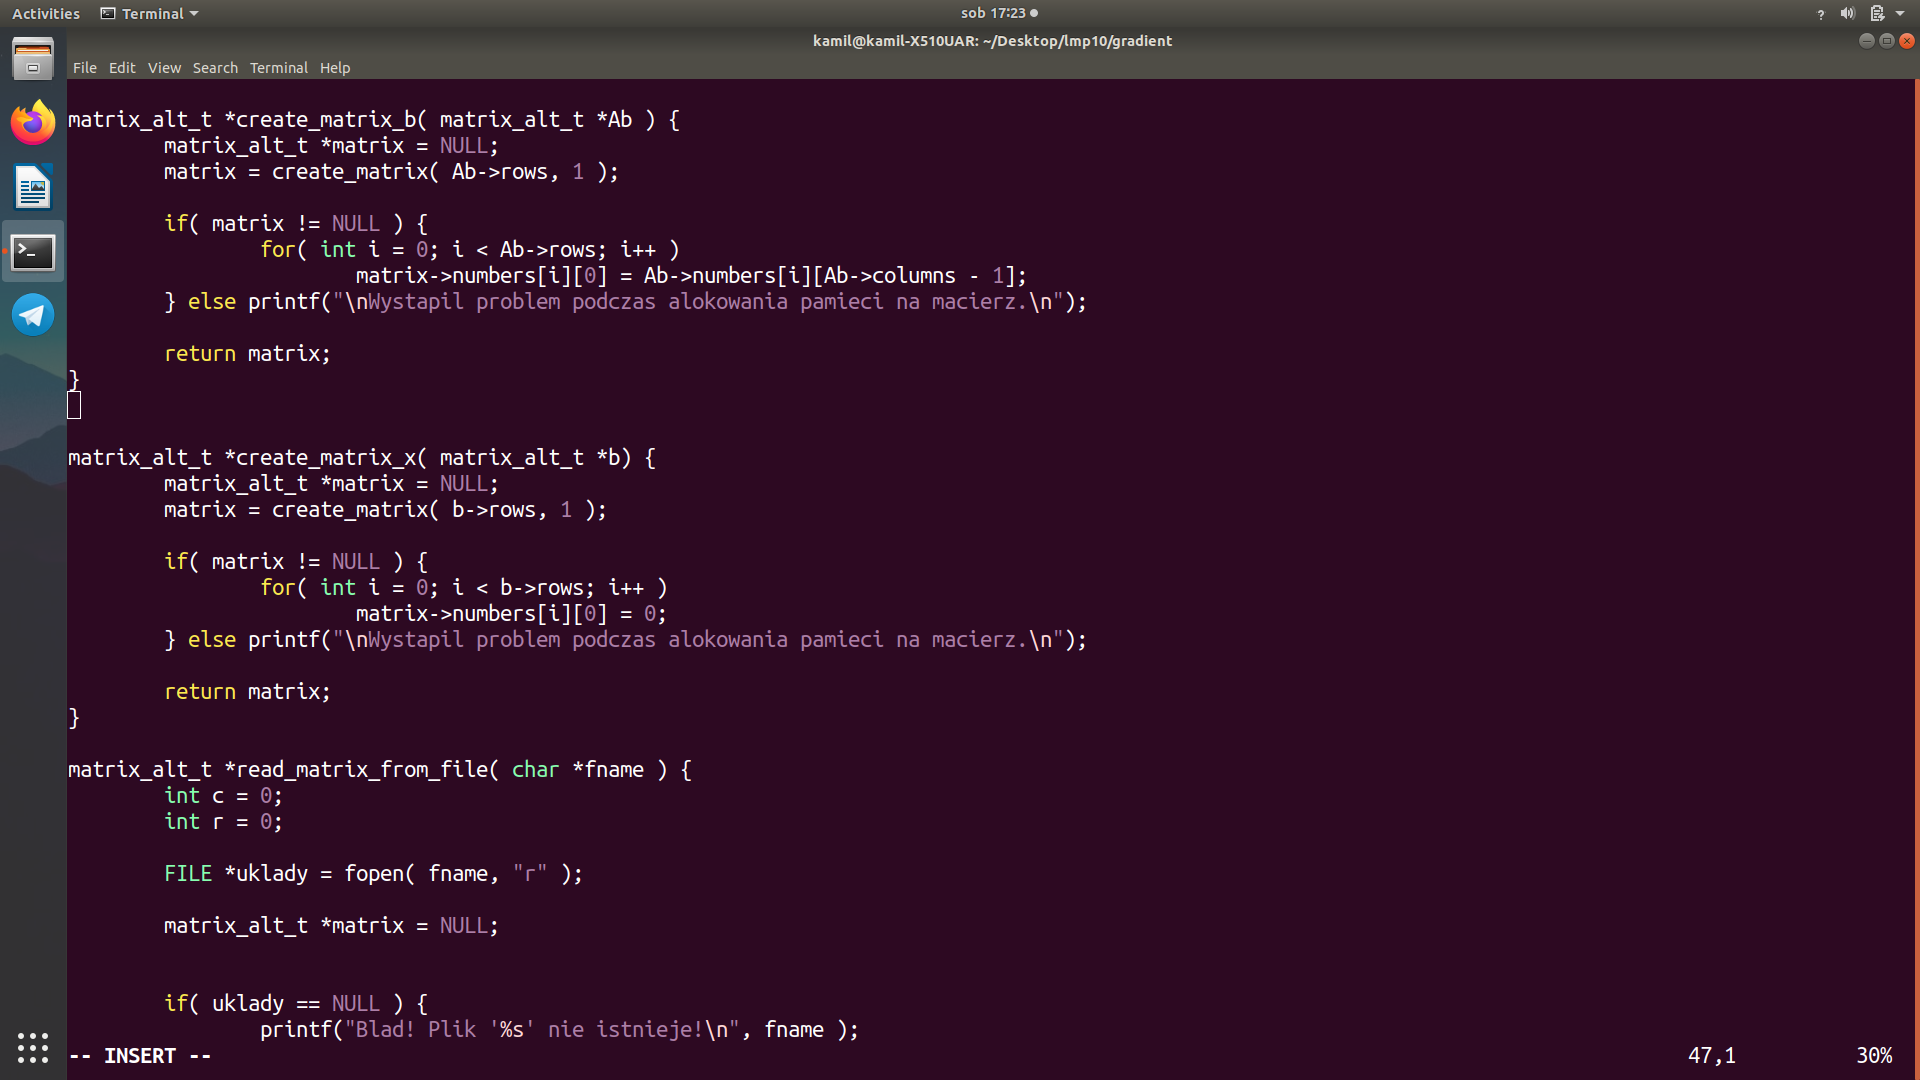 Activities Terminal sob 17:23
kamil@kamil-X510UAR: ~/Desktop/lmp10/gradient
File Edit View Search Terminal Help
matrix_alt_t *create_matrix_b( matrix_alt_t *Ab ) {
        matrix_alt_t *matrix = NULL;
        matrix = create_matrix( Ab->rows, 1 );
        if( matrix != NULL ) {
                for( int i = 0; i < Ab->rows; i++ )
                        matrix->numbers[i][0] = Ab->numbers[i][Ab->columns - 1];
        } else printf("\nWystapil problem podczas alokowania pamieci na macierz.\n");
        return matrix;
}
matrix_alt_t *create_matrix_x( matrix_alt_t *b) {
        matrix_alt_t *matrix = NULL;
        matrix = create_matrix( b->rows, 1 );
        if( matrix != NULL ) {
                for( int i = 0; i < b->rows; i++ )
                        matrix->numbers[i][0] = 0;
        } else printf("\nWystapil problem podczas alokowania pamieci na macierz.\n");
        return matrix;
}
matrix_alt_t *read_matrix_from_file( char *fname ) {
        int c = 0;
        int r = 0;
        FILE *uklady = fopen( fname, "r" );
        matrix_alt_t *matrix = NULL;
        if( uklady == NULL ) {
                printf("Blad! Plik '%s' nie istnieje!\n", fname );
-- INSERT -- 47,1 30%